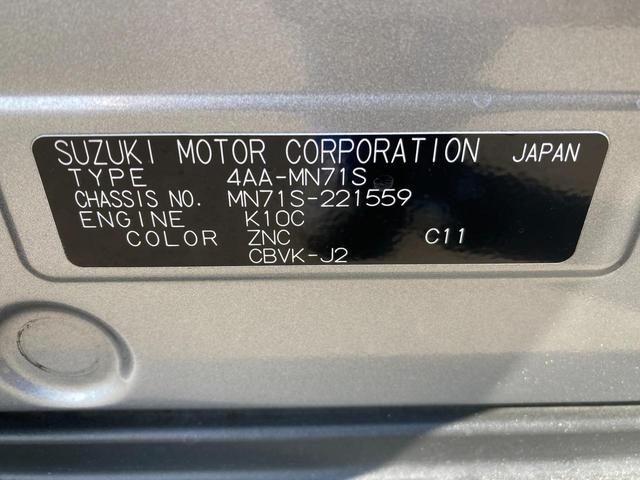 SUZUKI MOTOR CORPORATION JAPAN
TYPE 4AA-MN71S
CHASSIS NO. MN71S-221559
ENGINE K10C
COLOR ZNC C11
CBVK-J2